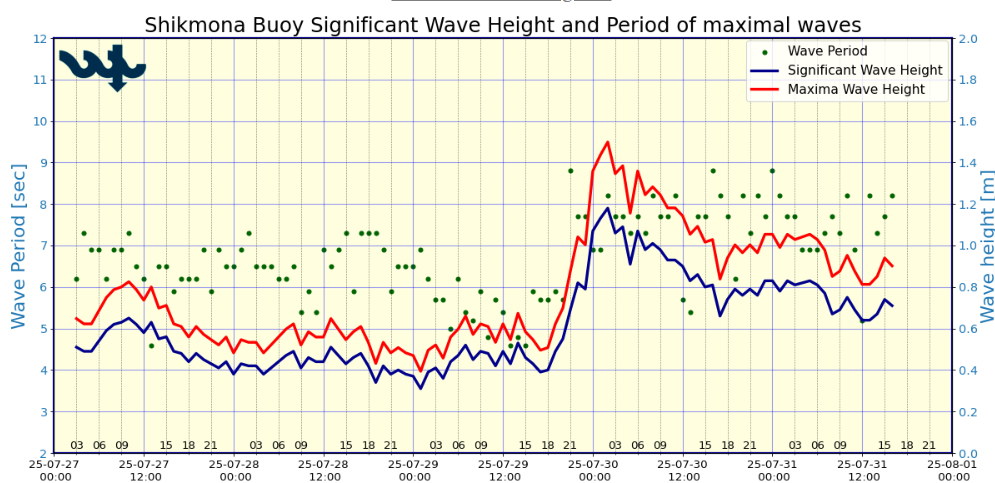 Shikmona Buoy Significant Wave Height and Period of maximal waves
Wave Period
Significant Wave Height
Maxima Wave Height
Wave Period [sec]
12
11
10
9
8
7
6
5
4
3
2
Wave height [m]
2.0
1.8
1.6
1.4
1.2
1.0
0.8
0.6
0.4
0.2
0.0
03 06 09 15 18 21 03 06 09 15 18 21 03 06 09 15 18 21 03 06 09 15 18 21 03 06 09 15 18 21
25-07-27 25-07-27 25-07-28 25-07-28 25-07-29 25-07-29 25-07-30 25-07-30 25-07-31 25-07-31 25-08-01
00:00 12:00 00:00 12:00 00:00 12:00 00:00 12:00 00:00 12:00 00:00